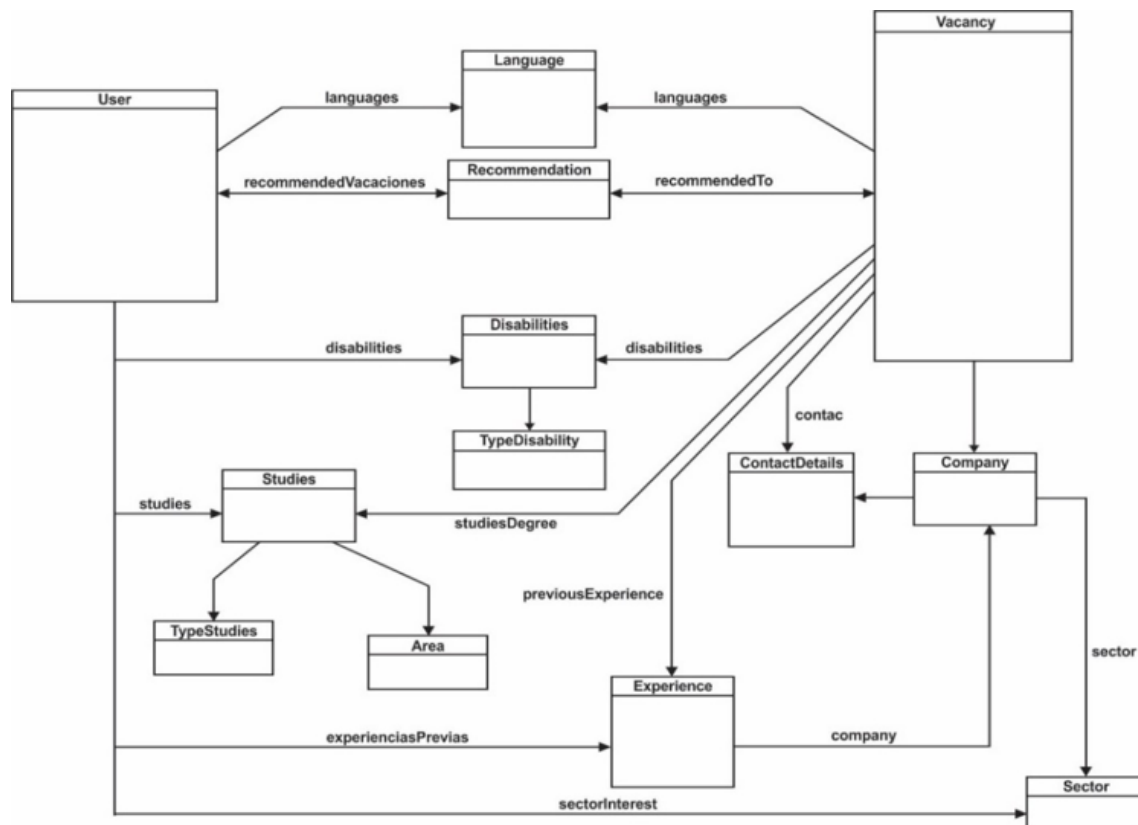 Vacancy
Language
User
languages
languages
Recommendation
recommendedVacaciones
recommendedTo
Disabilities
disabilities
disabilities
contac
TypeDisability
ContactDetails
Company
Studies
studies
studiesDegree
previousExperience
TypeStudies
Area
sector
Experience
experienciasPrevias
company
Sector
sectorInterest